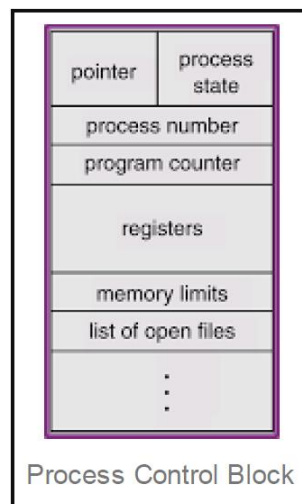 pointer
process
state
process number
program counter
registers
memory limits
list of open files
Process Control Block